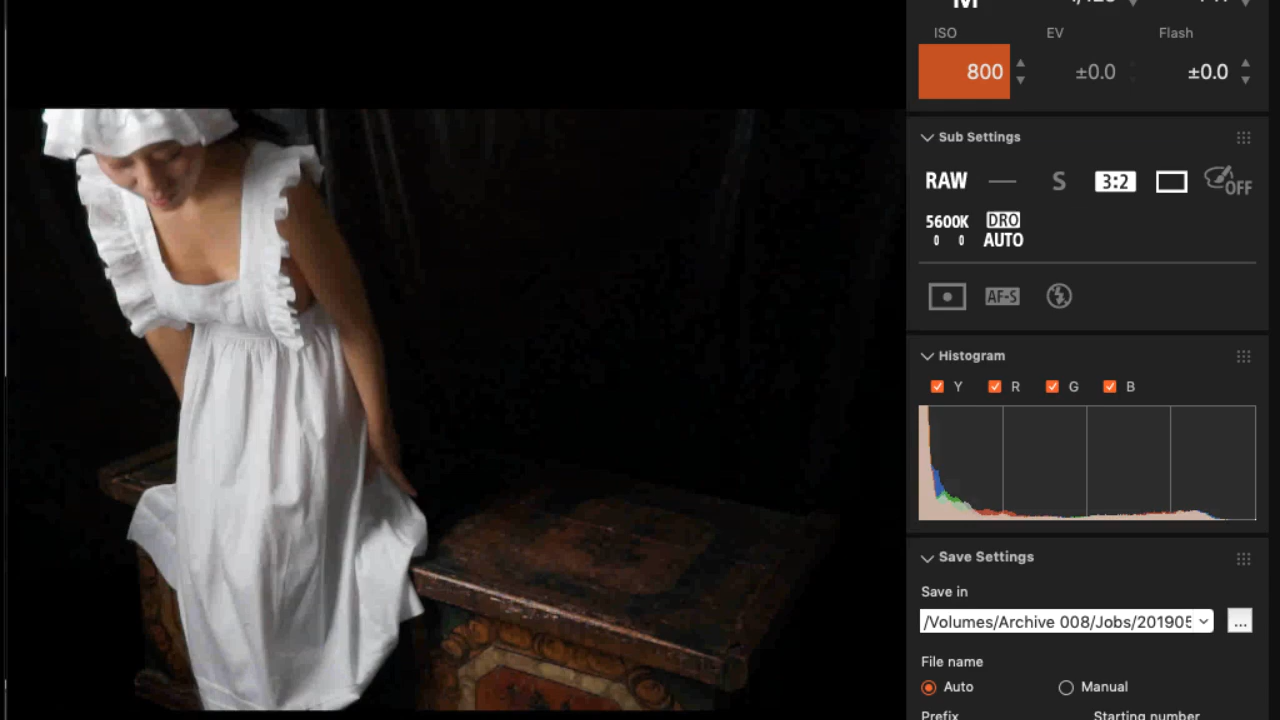 M
ISO EV Flash
800 ±0.0 ±0.0
Sub Settings
RAW — S 3:2 OFF
5600K DRO
0 0 AUTO
AF-S
Histogram
Y R G B
Save Settings
Save in
/Volumes/Archive 008/Jobs/201905 ...
File name
Auto Manual
Prefix Starting number